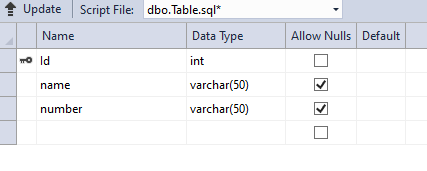 Update Script File: dbo.Table.sql*
Name Data Type Allow Nulls Default
Id int
name varchar(50)
number varchar(50)